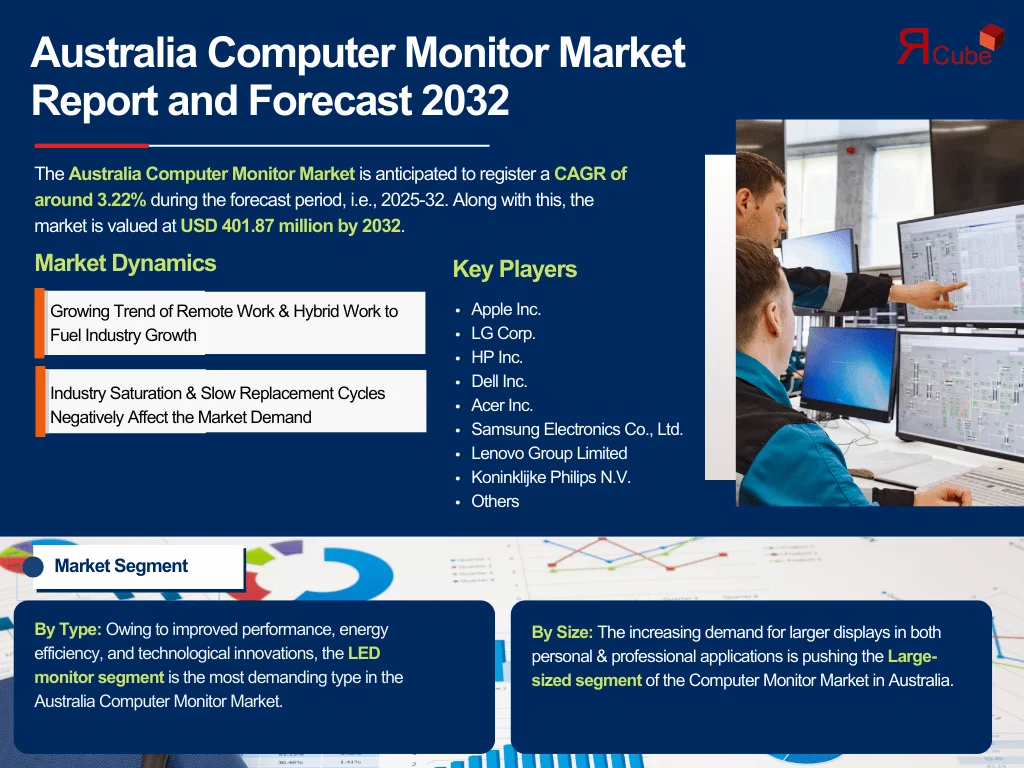 Australia Computer Monitor Market
Report and Forecast 2032
ЯCube
The Australia Computer Monitor Market is anticipated to register a CAGR of
around 3.22% during the forecast period, i.e., 2025-32. Along with this, the
market is valued at USD 401.87 million by 2032.
Market Dynamics
Growing Trend of Remote Work & Hybrid Work to
Fuel Industry Growth
Industry Saturation & Slow Replacement Cycles
Negatively Affect the Market Demand
Key Players
• Apple Inc.
• LG Corp.
• HP Inc.
• Dell Inc.
• Acer Inc.
• Samsung Electronics Co., Ltd.
• Lenovo Group Limited
• Koninklijke Philips N.V.
• Others
Market Segment
By Type: Owing to improved performance, energy
efficiency, and technological innovations, the LED
monitor segment is the most demanding type in the
Australia Computer Monitor Market.
By Size: The increasing demand for larger displays in both
personal & professional applications is pushing the Large-
sized segment of the Computer Monitor Market in Australia.